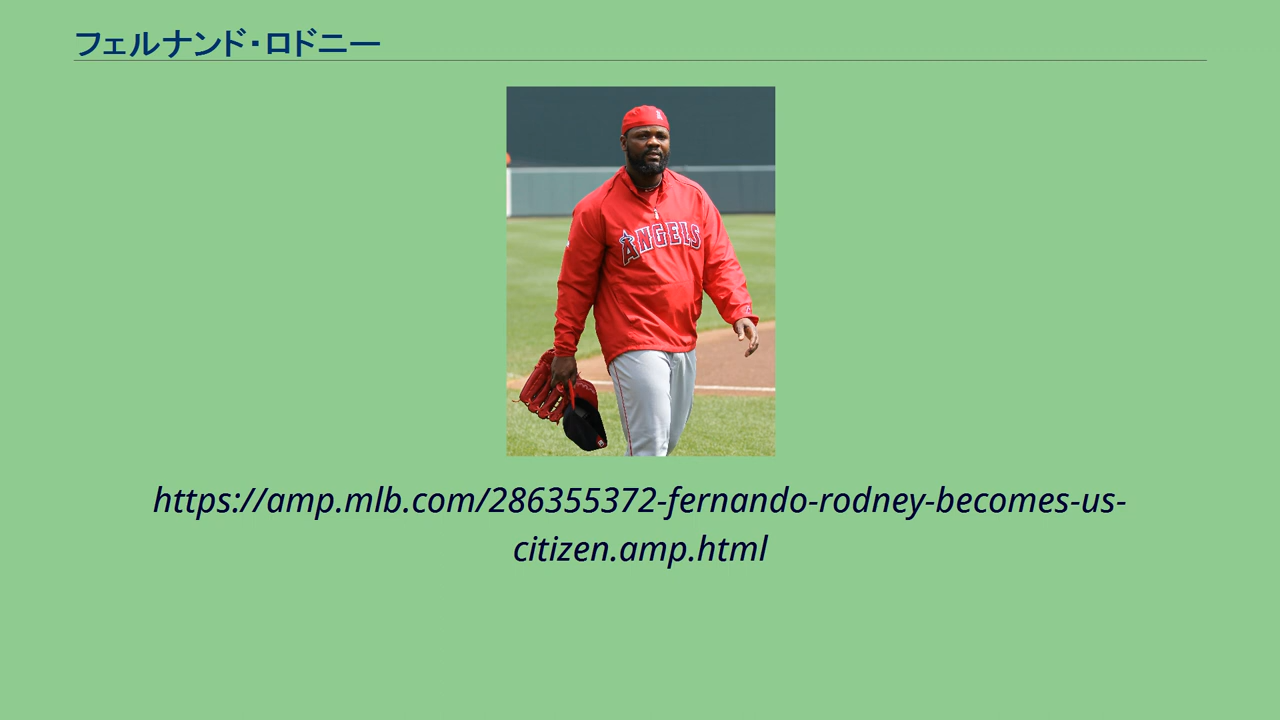 フェルナンド・ロドニー
ANGELS
https://amp.mlb.com/286355372-fernando-rodney-becomes-us-
citizen.amp.html